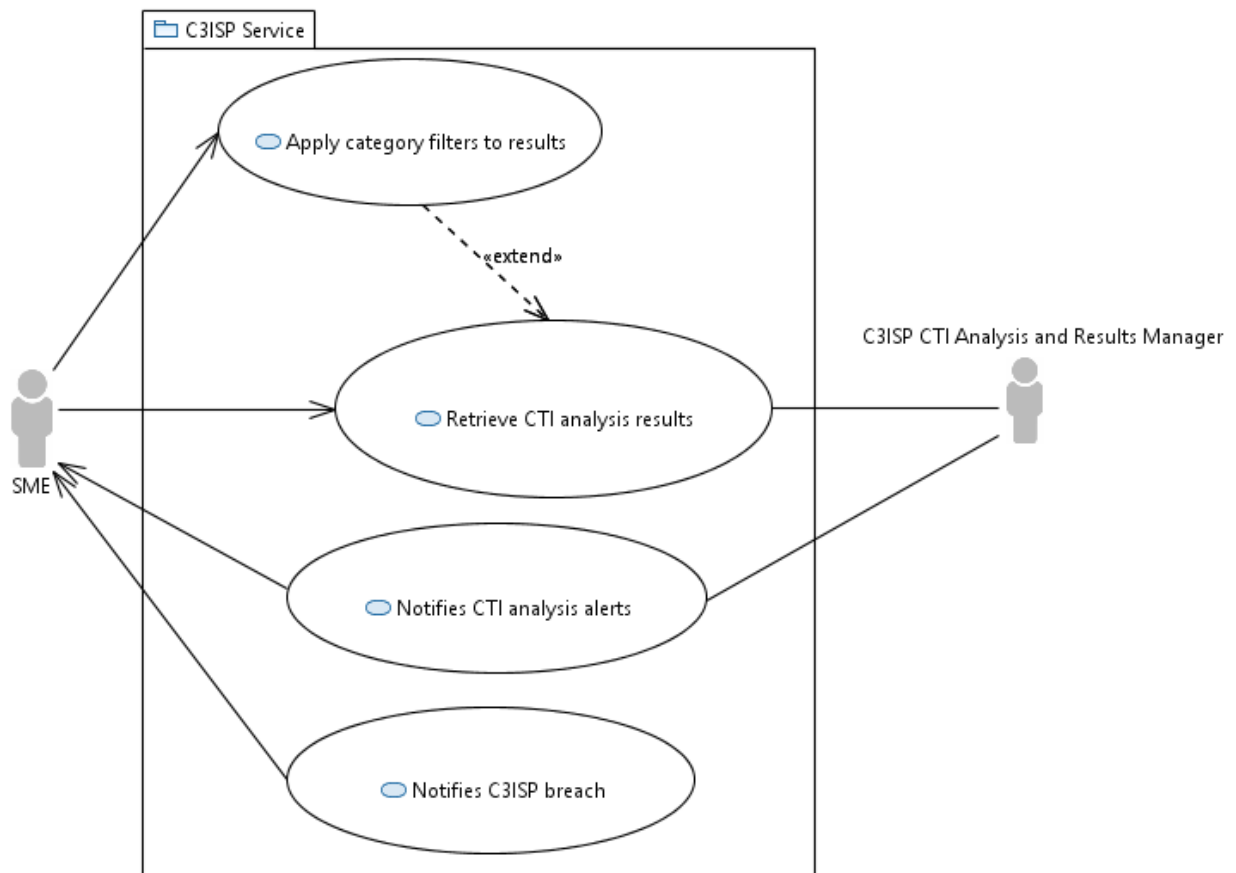 C3ISP Service
Apply category filters to results
«extend»
C3ISP CTI Analysis and Results Manager
Retrieve CTI analysis results
SME
Notifies CTI analysis alerts
Notifies C3ISP breach